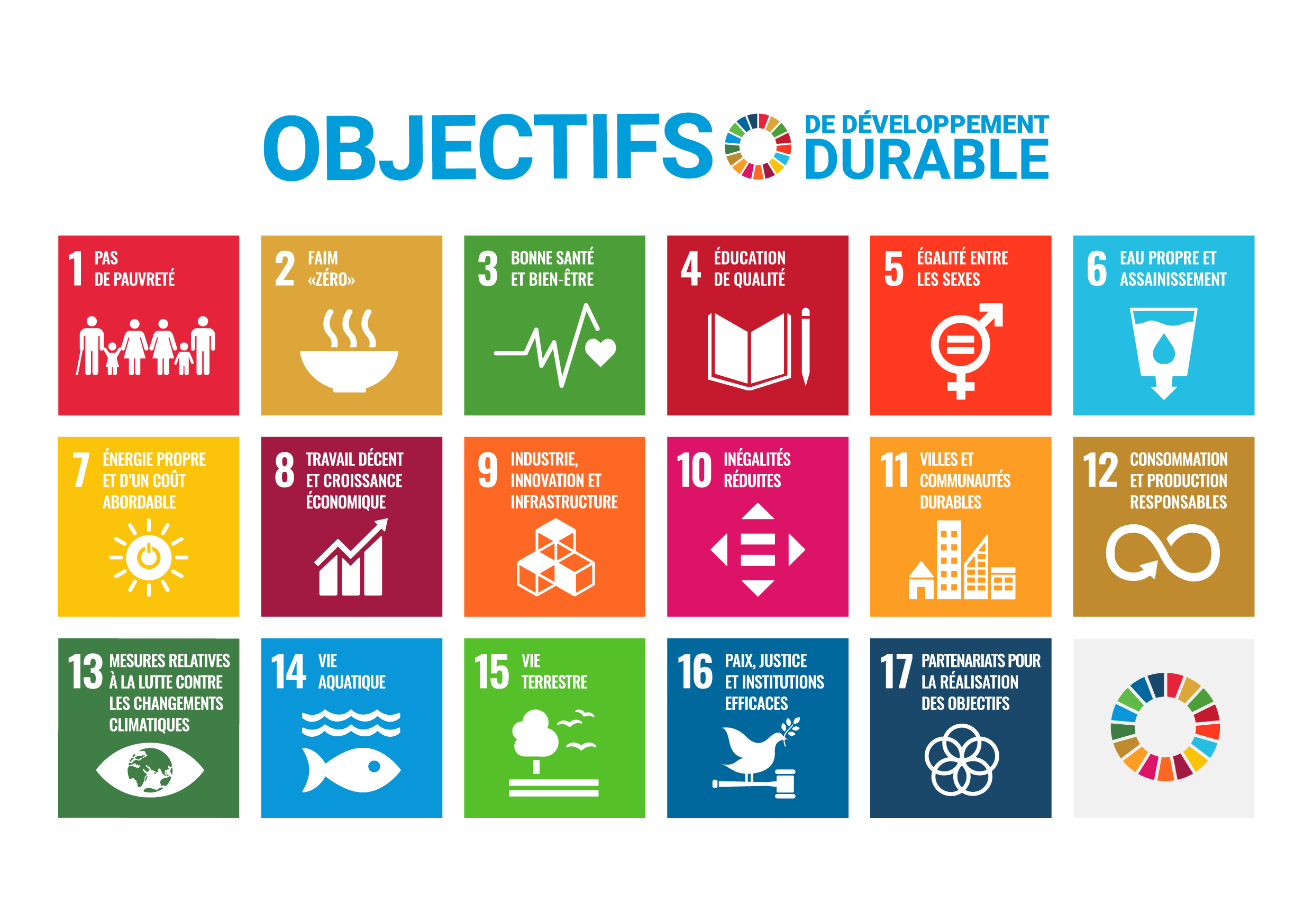 OBJECTIFS
DE DÉVELOPPEMENT
DURABLE
1 PAS
DE PAUVRETÉ
2 FAIM
«ZÉRO»
3 BONNE SANTÉ
ET BIEN-ÊTRE
4 ÉDUCATION
DE QUALITÉ
5 ÉGALITÉ ENTRE
LES SEXES
6 EAU PROPRE ET
ASSAINISSEMENT
7 ÉNERGIE PROPRE
ET D'UN COÛT
ABORDABLE
8 TRAVAIL DÉCENT
ET CROISSANCE
ÉCONOMIQUE
9 INDUSTRIE,
INNOVATION ET
INFRASTRUCTURE
10 INÉGALITÉS
RÉDUITES
11 VILLES ET
COMMUNAUTÉS
DURABLES
12 CONSOMMATION
ET PRODUCTION
RESPONSABLES
13 MESURES RELATIVES
À LA LUTTE CONTRE
LES CHANGEMENTS
CLIMATIQUES
14 VIE
AQUATIQUE
15 VIE
TERRESTRE
16 PAIX, JUSTICE
ET INSTITUTIONS
EFFICACES
17 PARTENARIATS POUR
LA RÉALISATION
DES OBJECTIFS